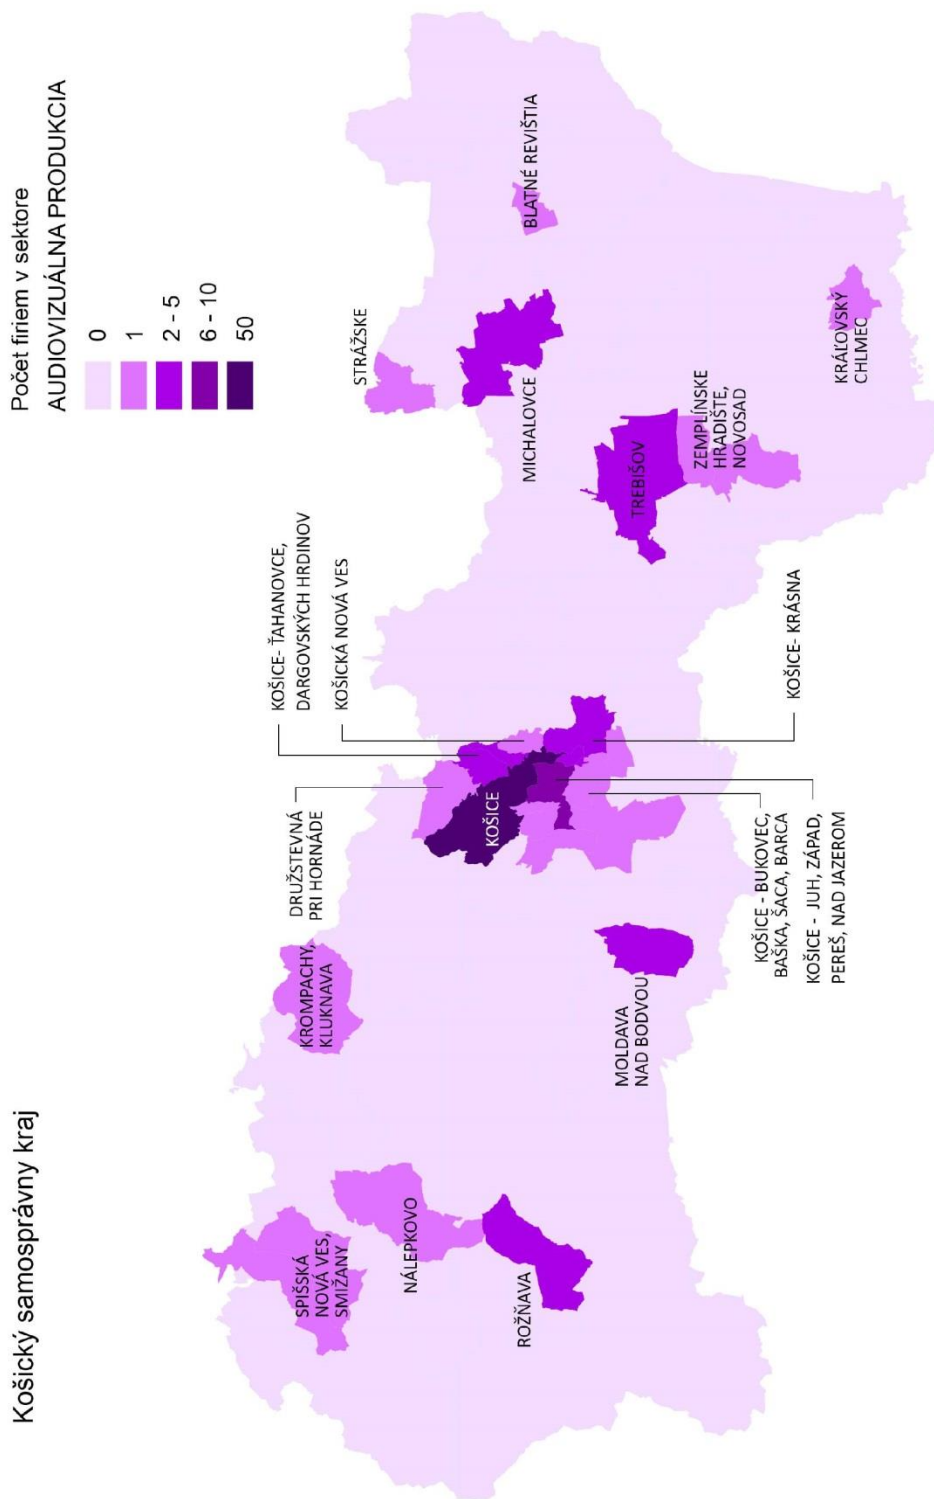 Košický samosprávny kraj
Počet firiem v sektore
AUDIOVIZUÁLNA PRODUKCIA
0
1
2 - 5
6 - 10
50
SPIŠSKÁ
NOVÁ VES,
SMIŽANY
NÁLEPKOVO
ROŽŇAVA
KROMPACHY,
KLUKNAVA
DRUŽSTEVNÁ
PRI HORNÁDE
KOŠICE
MOLDAVA
NAD BODVOU
KOŠICE- ŤAHANOVCE,
DARGOVSKÝCH HRDINOV
KOŠICKÁ NOVÁ VES
KOŠICE - BUKOVEC,
BAŠKA, ŠACA, BARCA
KOŠICE - JUH, ZÁPAD,
PEREŠ, NAD JAZEROM
KOŠICE- KRÁSNA
STRÁŽSKE
MICHALOVCE
BLATNÉ REVIŠTIA
TREBIŠOV
ZEMPLÍNSKE
HRADIŠTE,
NOVOSAD
KRÁĽOVSKÝ
CHLMEC